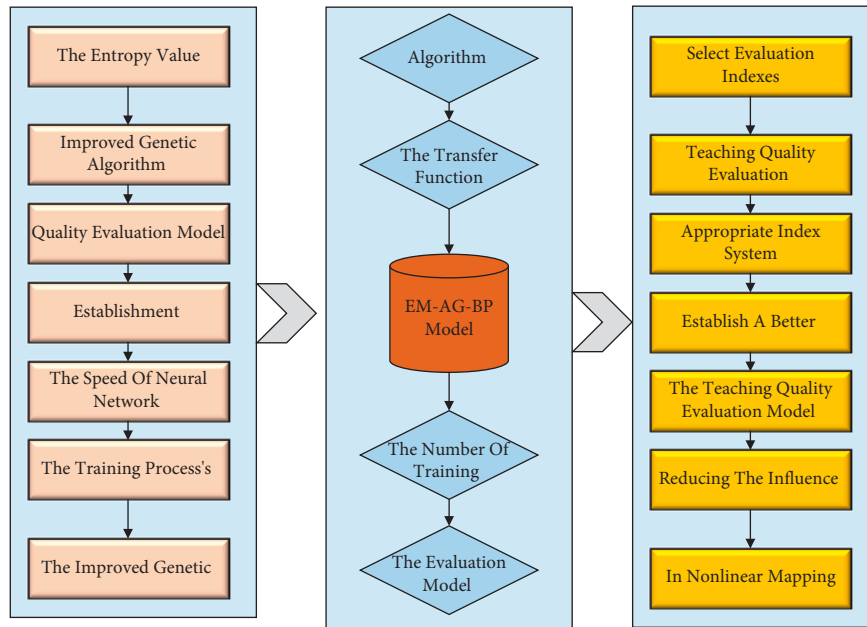 The Entropy Value
Improved Genetic
Algorithm
Quality Evaluation Model
Establishment
The Speed Of Neural
Network
The Training Process's
The Improved Genetic
Algorithm
The Transfer
Function
EM-AG-BP
Model
The Number Of
Training
The Evaluation
Model
Select Evaluation
Indexes
Teaching Quality
Evaluation
Appropriate Index
System
Establish A Better
The Teaching Quality
Evaluation Model
Reducing The Influence
In Nonlinear Mapping